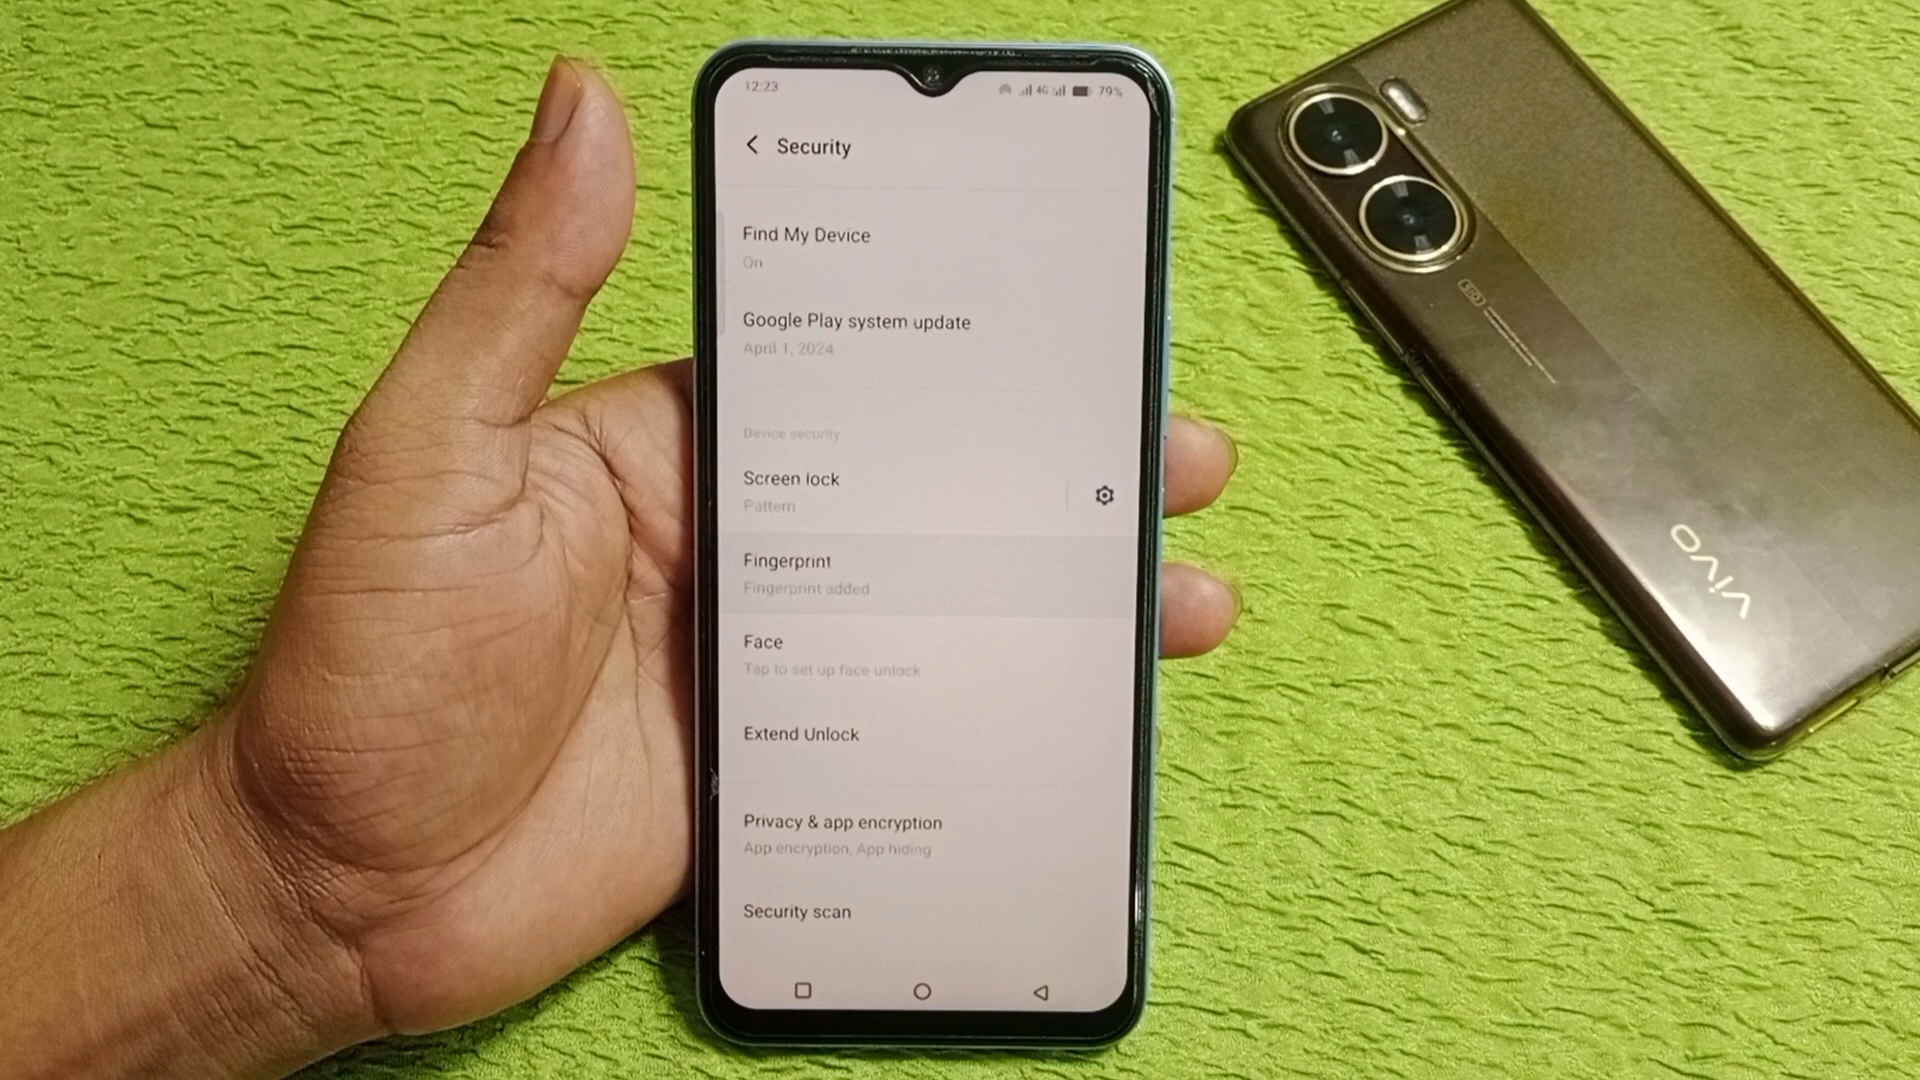 12:23
4G 79%
Security
Find My Device
On
Google Play system update
April 1, 2024
Device security
Screen lock
Pattern
Fingerprint
Fingerprint added
Face
Tap to set up face unlock
Extend Unlock
Privacy & app encryption
App encryption, App hiding
Security scan
OIS
vivo